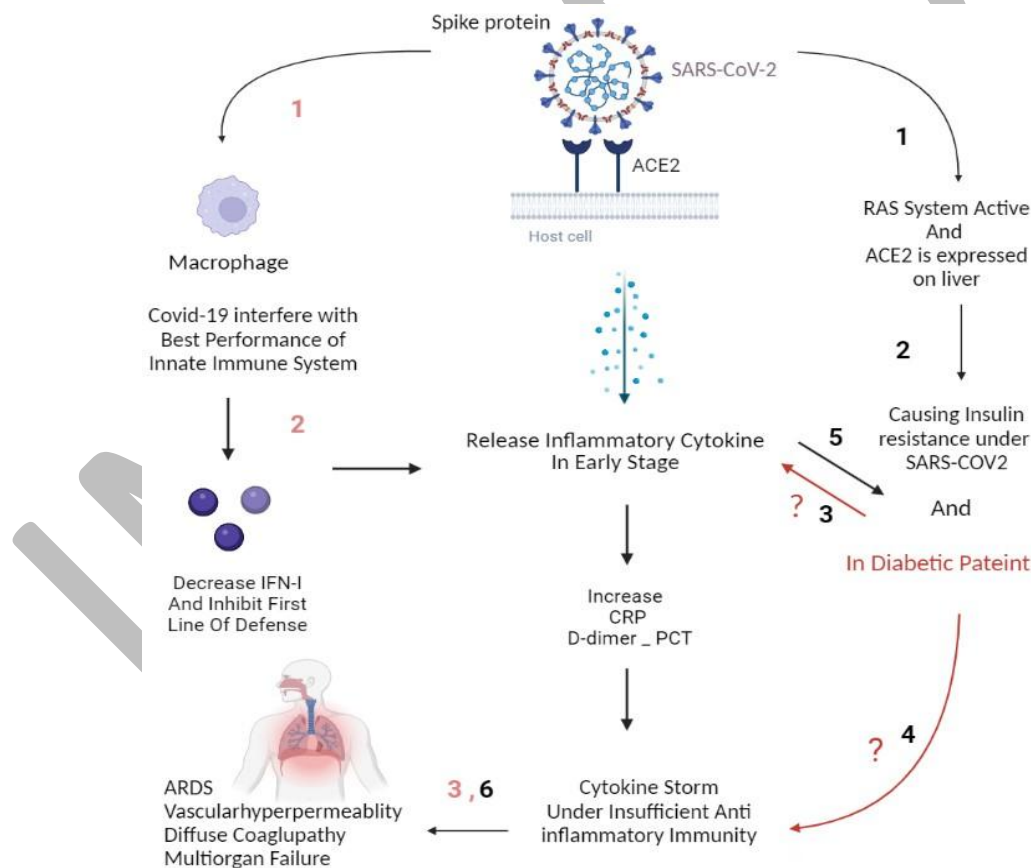 Spike protein
SARS-CoV-2
ACE2
Host cell
1
Macrophage
Covid-19 interfere with
Best Performance of
Innate Immune System
2
Decrease IFN-I
And Inhibit First
Line Of Defense
1
RAS System Active
And
ACE2 is expressed
on liver
2
Causing Insulin
resistance under
SARS-COV2
And
In Diabetic Pateint
Release Inflammatory Cytokine
In Early Stage
5
? 3
Increase
CRP
D-dimer _ PCT
? 4
Cytokine Storm
Under Insufficient Anti
inflammatory Immunity
3 , 6
ARDS
Vascularhyperpermeablity
Diffuse Coaglupathy
Multiorgan Failure